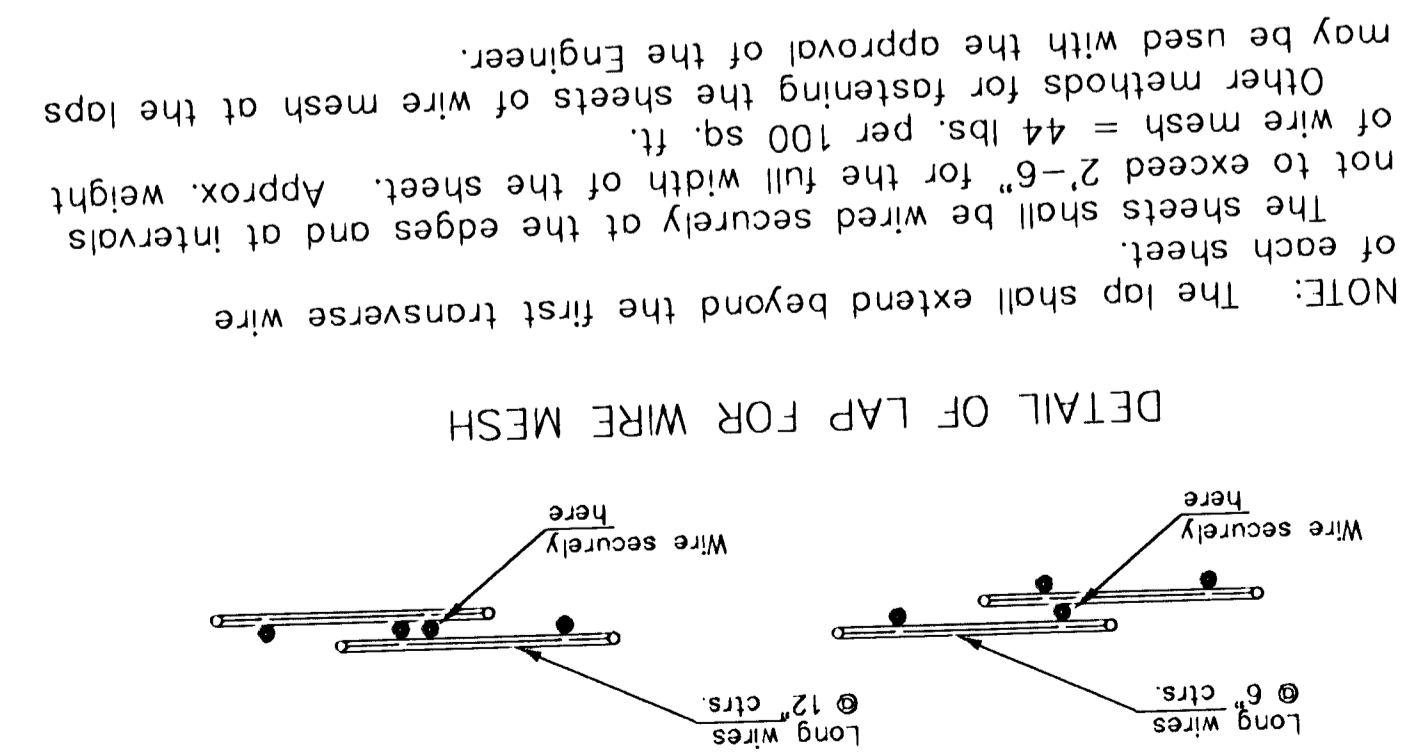 Long wires
@ 6" ctrs.
Long wires
@ 12" ctrs.
Wire securely
here
Wire securely
here
DETAIL OF LAP FOR WIRE MESH
NOTE: The lap shall extend beyond the first transverse wire
of each sheet.
The sheets shall be wired securely at the edges and at intervals
not to exceed 2'-6" for the full width of the sheet. Approx. weight
of wire mesh = 44 lbs. per 100 sq. ft.
Other methods for fastening the sheets of wire mesh at the laps
may be used with the approval of the Engineer.